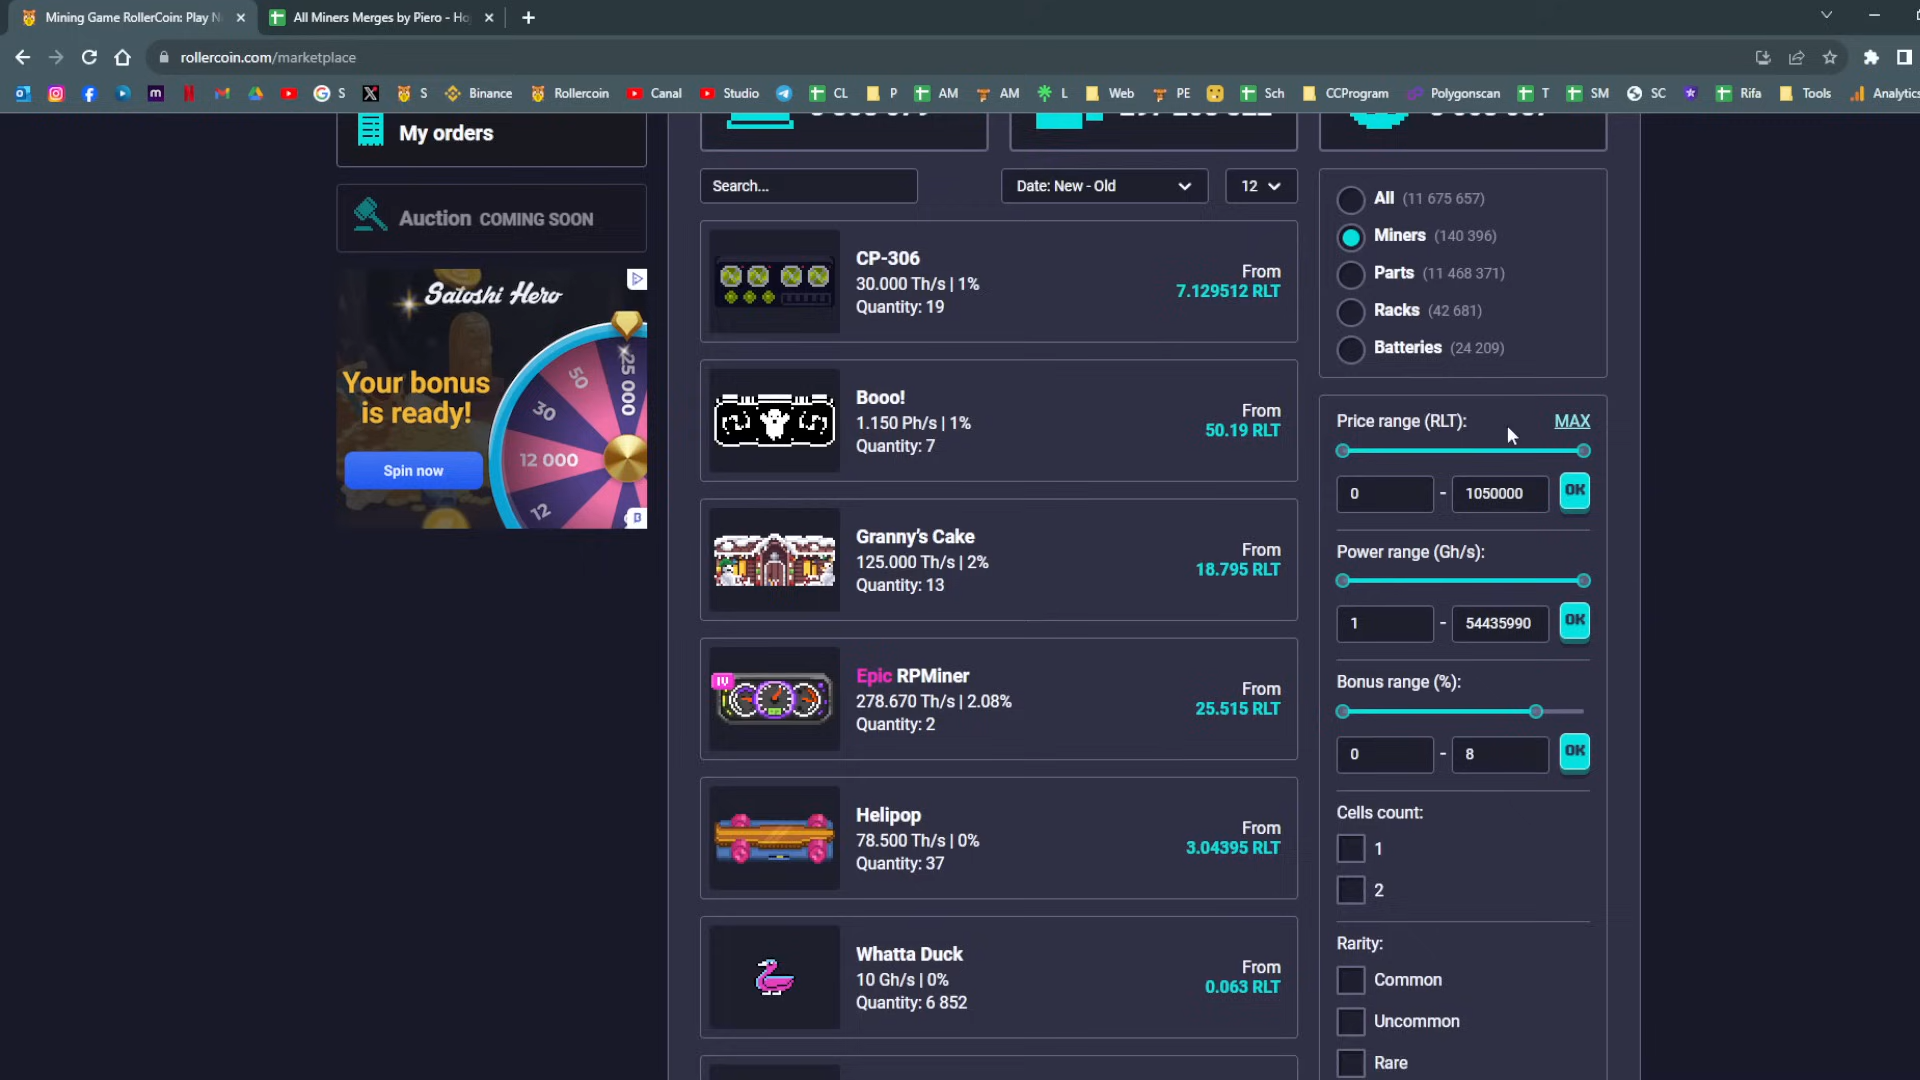 Mining Game RollerCoin: Play N
All Miners Merges by Piero - Ho
rollercoin.com/marketplace
S
S
Binance
Rollercoin
Canal
Studio
CL
P
AM
AM
L
Web
PE
Sch
CCProgram
Polygonscan
T
SM
SC
Rifa
Tools
Analytics
My orders
Auction COMING SOON
Satoshi Hero
Your bonus
is ready!
Spin now
25 000
50
30
12 000
12
Search...
Date: New - Old
12
CP-306
30.000 Th/s | 1%
Quantity: 19
From
7.129512 RLT
Booo!
1.150 Ph/s | 1%
Quantity: 7
From
50.19 RLT
Granny's Cake
125.000 Th/s | 2%
Quantity: 13
From
18.795 RLT
IV
Epic RPMiner
278.670 Th/s | 2.08%
Quantity: 2
From
25.515 RLT
Helipop
78.500 Th/s | 0%
Quantity: 37
From
3.04395 RLT
Whatta Duck
10 Gh/s | 0%
Quantity: 6 852
From
0.063 RLT
All (11 675 657)
Miners (140 396)
Parts (11 468 371)
Racks (42 681)
Batteries (24 209)
Price range (RLT): MAX
0 - 1050000 OK
Power range (Gh/s):
1 - 54435990 OK
Bonus range (%):
0 - 8 OK
Cells count:
1
2
Rarity:
Common
Uncommon
Rare